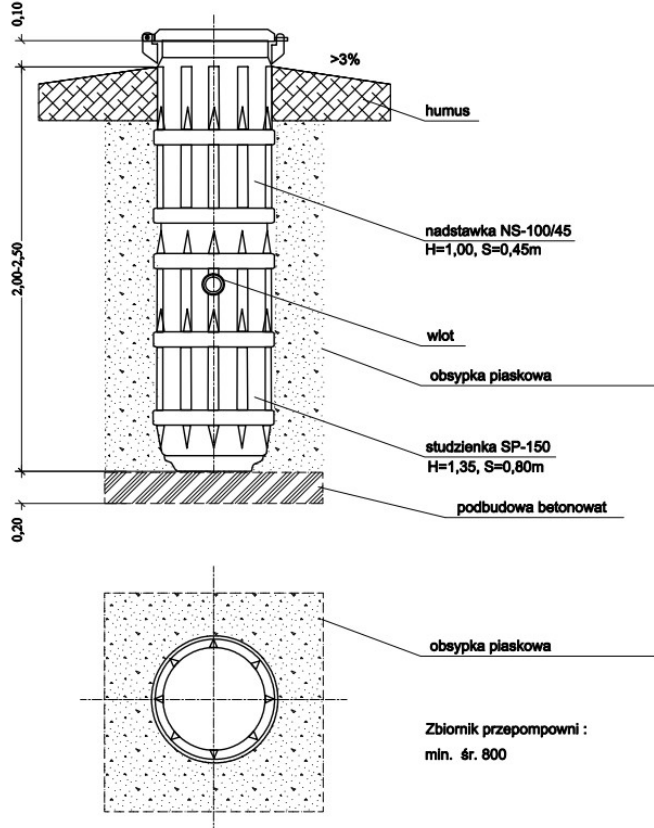 0,10
>3%
humus
nadstawka NS-100/45
H=1,00, S=0,45m
2,00-2,50
wlot
obsypka piaskowa
studzienka SP-150
H=1,35, S=0,80m
podbudowa betonowat
0,20
obsypka piaskowa
Zbiornik przepompowni :
min. śr. 800